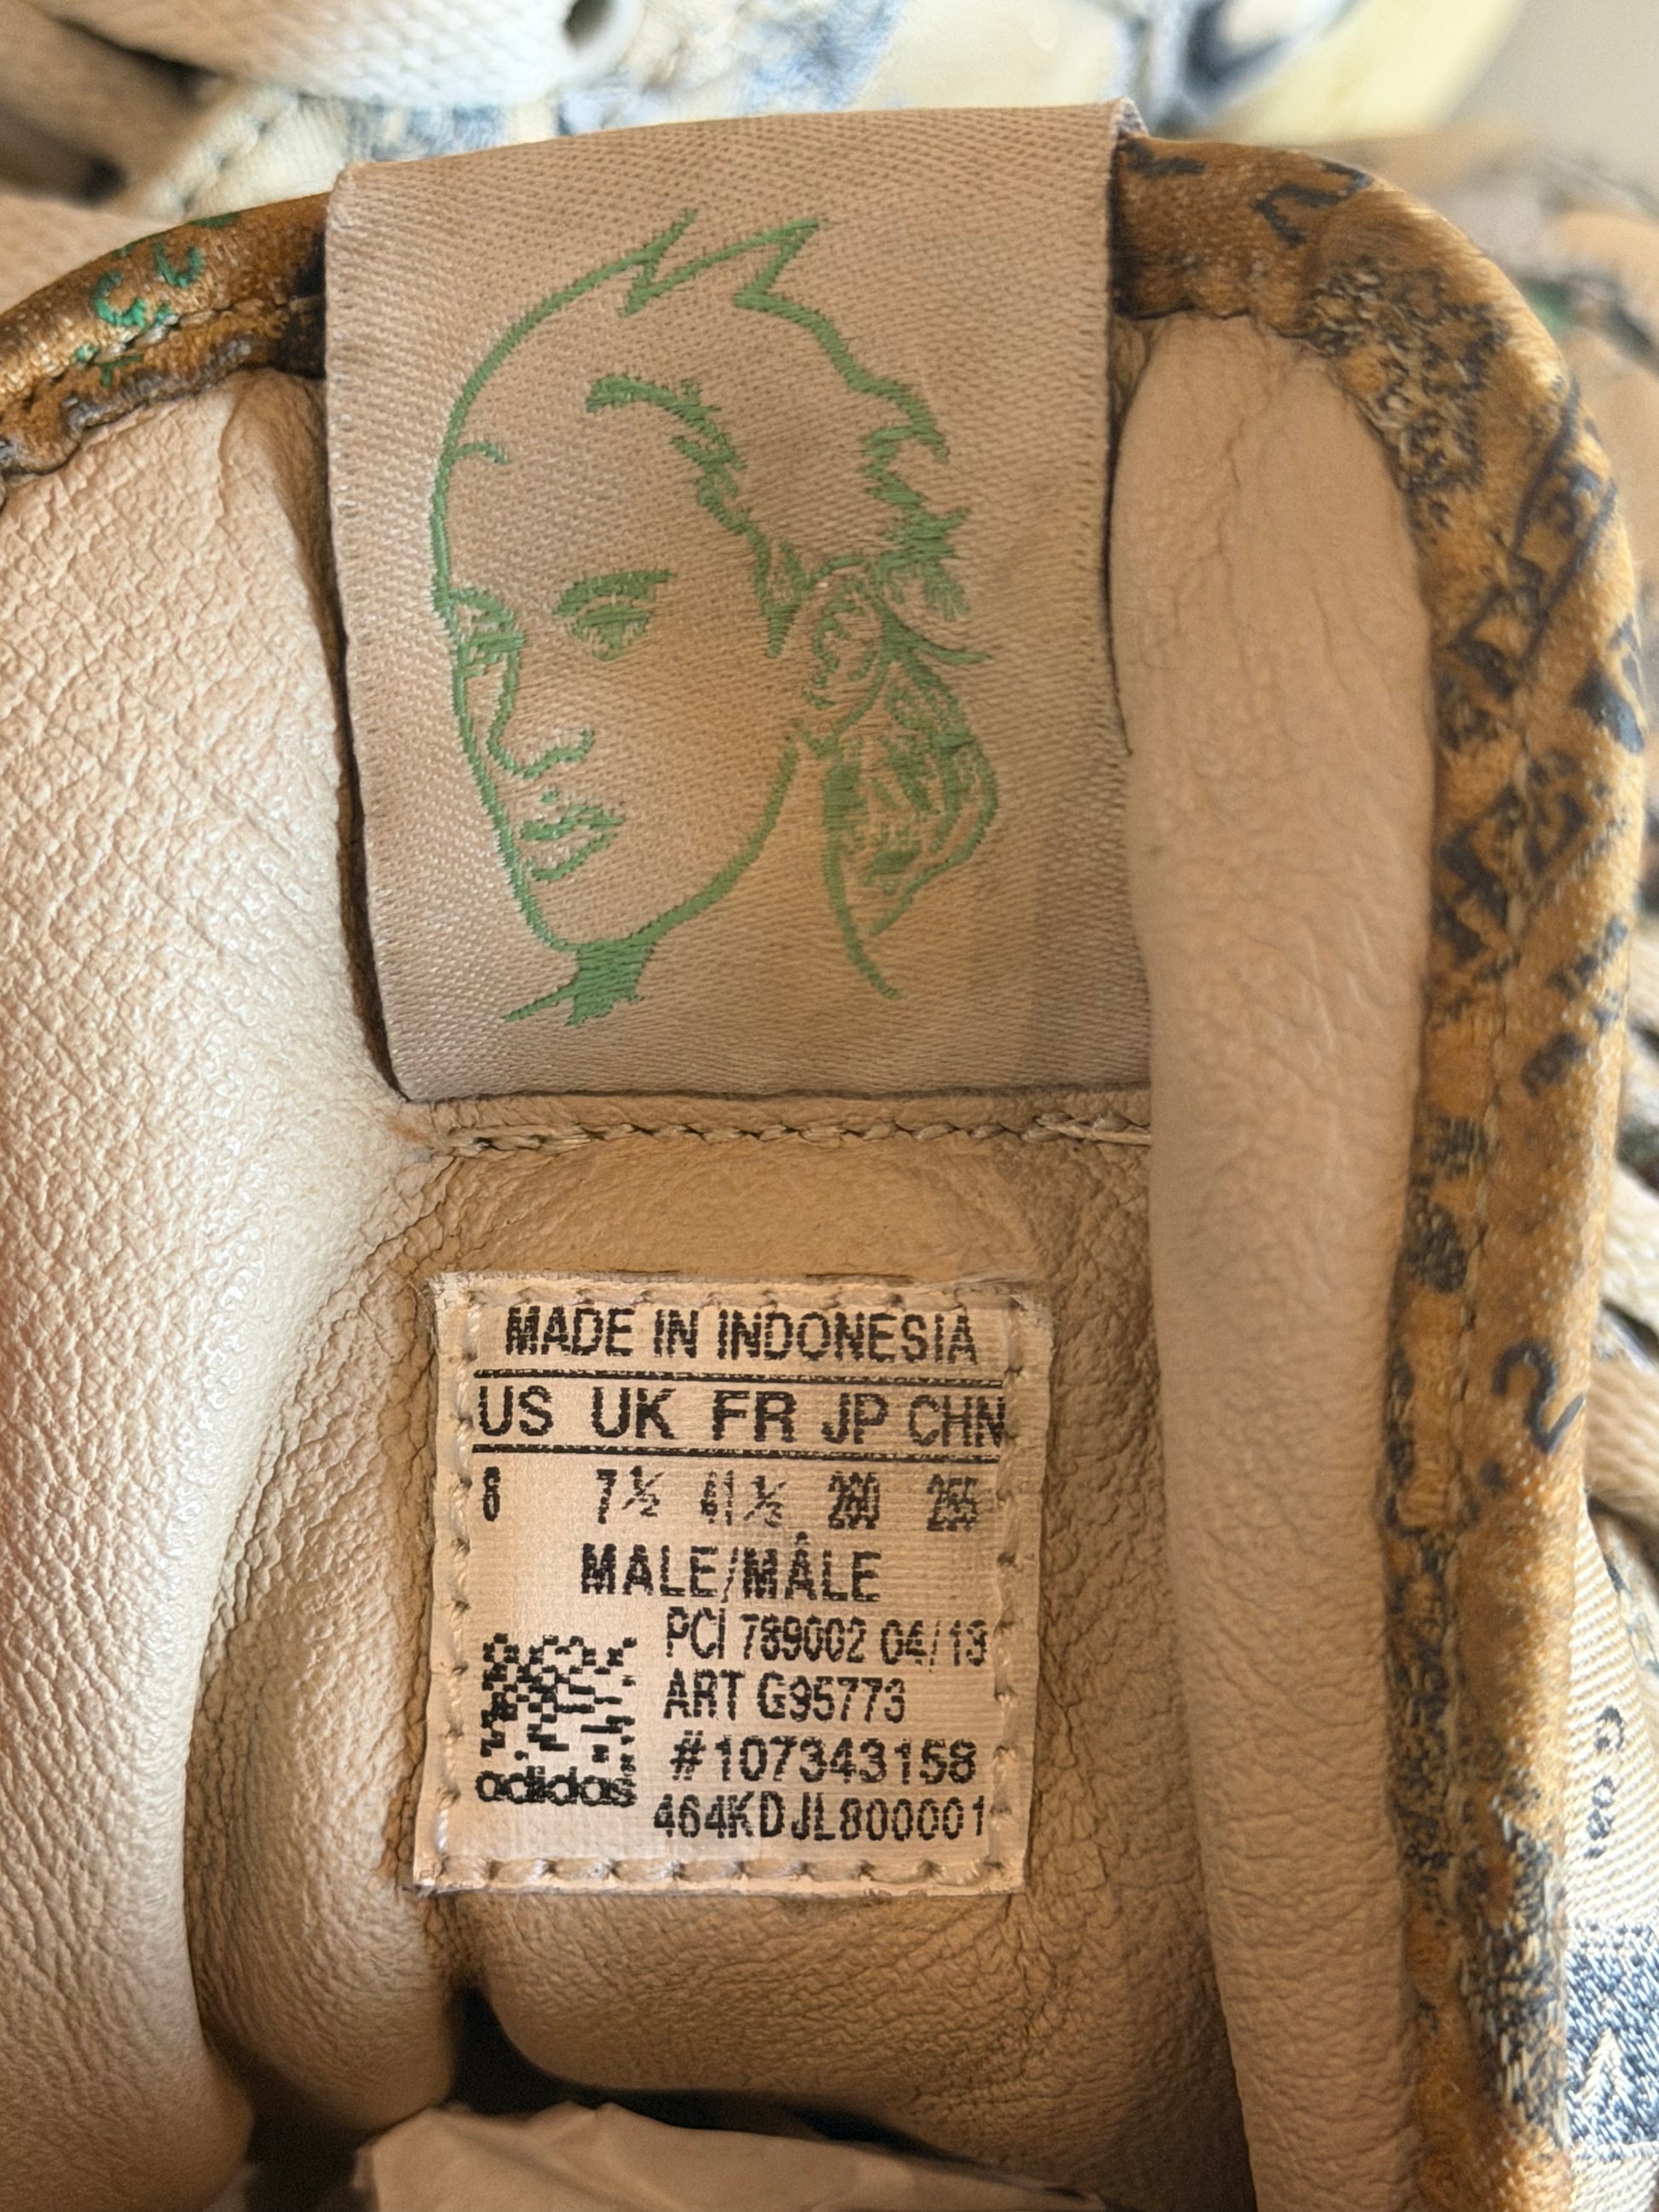 MADE IN INDONESIA
US UK FR JP CHN
8 7½ 41⅓ 260 255
MALE/MÂLE
PCI 789002 04/13
ART G95773
#107343158
adidas
464KDJL800001